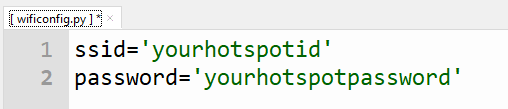 [ wificonfig.py ] *
1 ssid='yourhotspotid'
2 password='yourhotspotpassword'